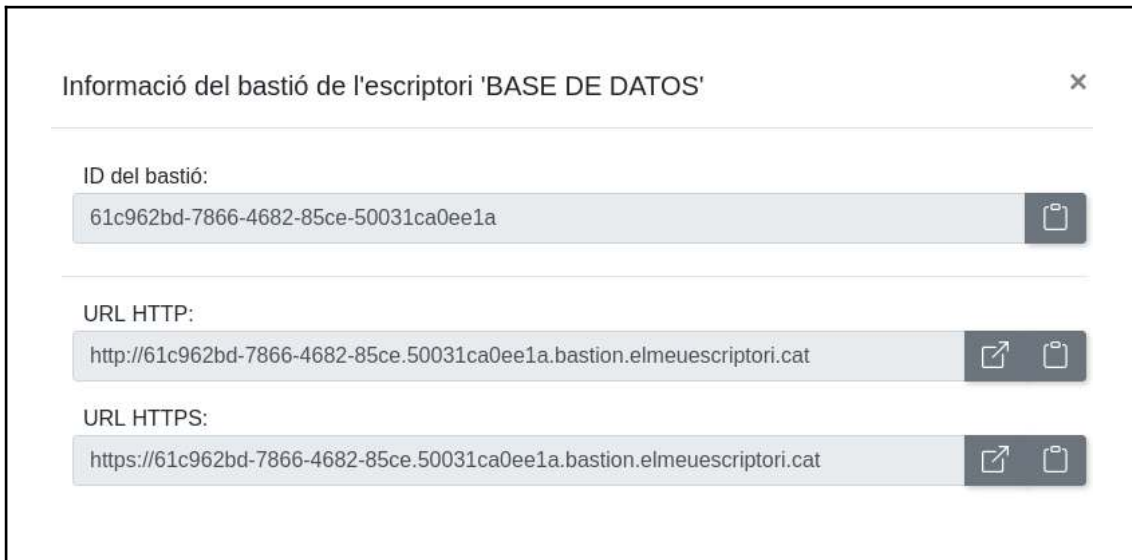 Informació del bastió de l'escriptori 'BASE DE DATOS'
×
ID del bastió:
61c962bd-7866-4682-85ce-50031ca0ee1a
URL HTTP:
http://61c962bd-7866-4682-85ce.50031ca0ee1a.bastion.elmeuescriptori.cat
URL HTTPS:
https://61c962bd-7866-4682-85ce.50031ca0ee1a.bastion.elmeuescriptori.cat